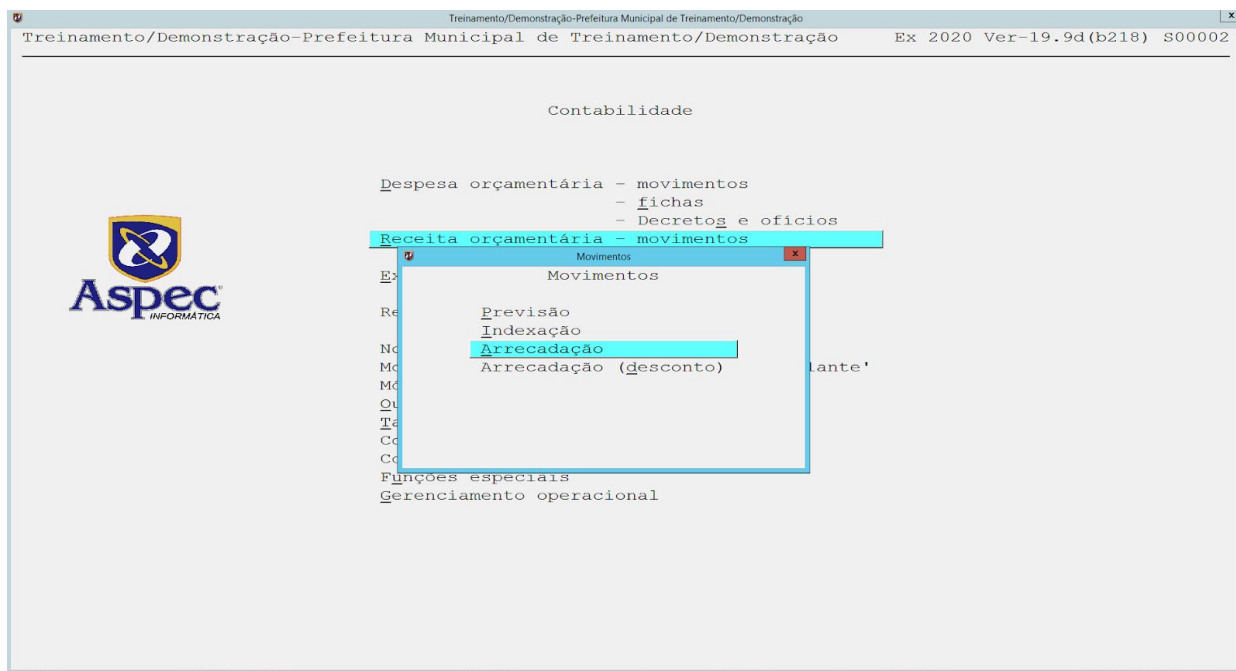 Treinamento/Demonstração-Prefeitura Municipal de Treinamento/Demonstração
x
Treinamento/Demonstração-Prefeitura Municipal de Treinamento/Demonstração Ex 2020 Ver-19.9d(b218) S00002
Contabilidade
Despesa orçamentária - movimentos
- fichas
- Decretos e oficios
Receita orçamentária - movimentos
Movimentos
x
Movimentos
Previsão
Indexação
Arrecadação
Arrecadação (desconto)
lante'
Funções especiais
Gerenciamento operacional
Aspec
INFORMÁTICA